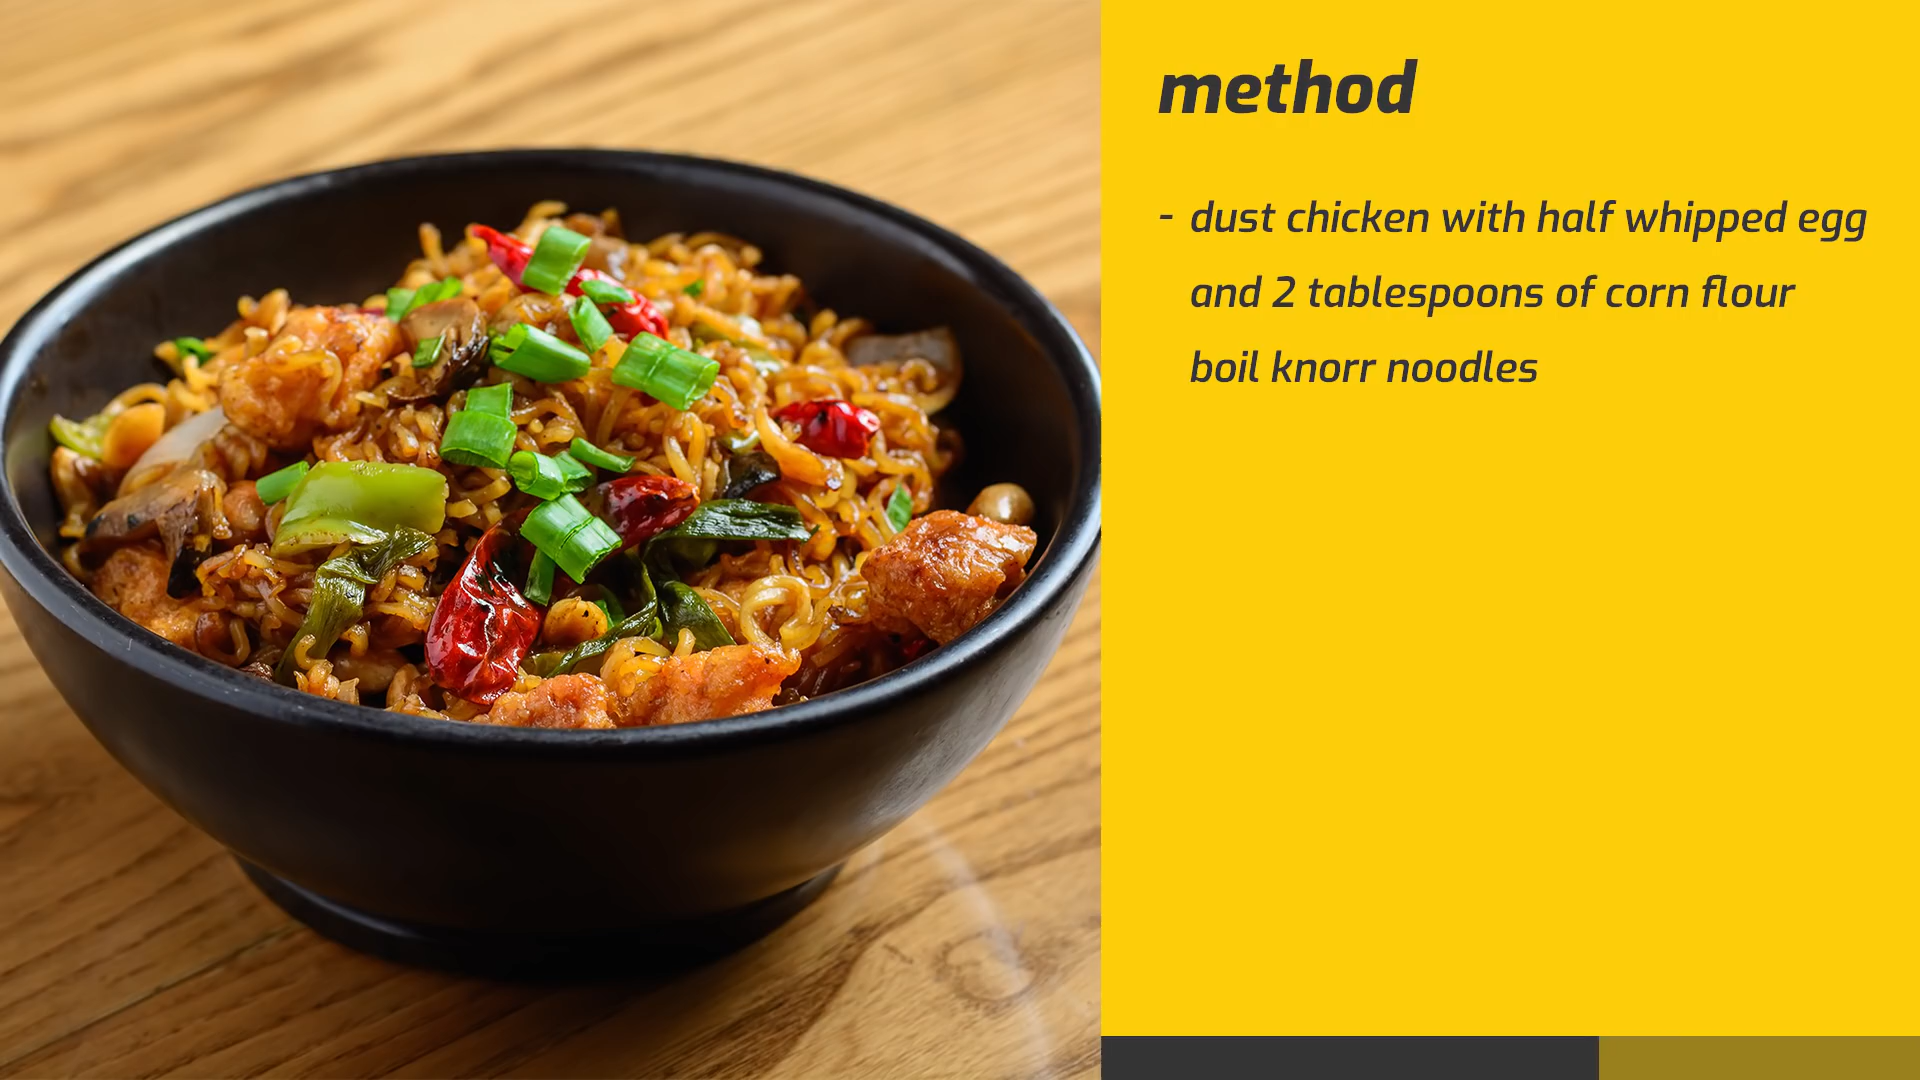 method
- dust chicken with half whipped egg
and 2 tablespoons of corn flour
boil knorr noodles